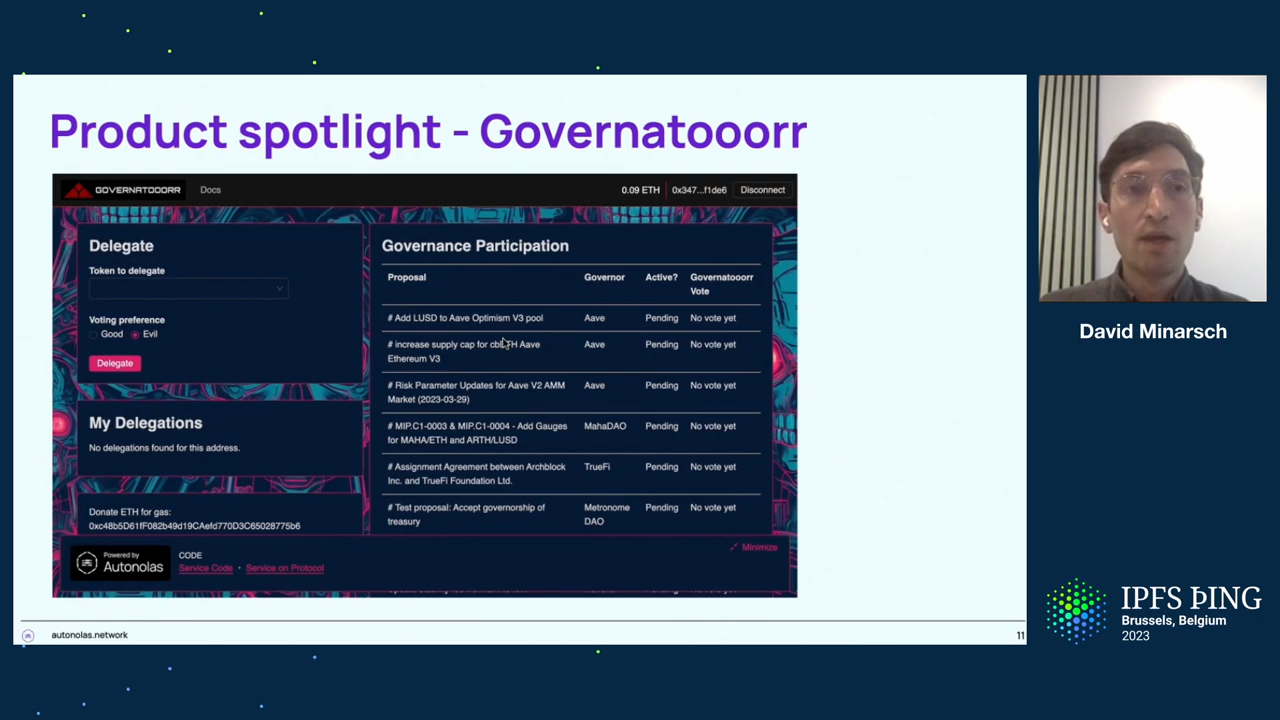 Product spotlight - Governatooorr
GOVERNATOOORR
Docs
0.09 ETH
0x347...f1de6
Disconnect
Delegate
Token to delegate
Voting preference
Good
Evil
Delegate
My Delegations
No delegations found for this address.
Donate ETH for gas:
0xc48b5D61fF082b49d19CAefd770D3C65028775b6
Governance Participation
Proposal
Governor
Active?
Governatooorr
Vote
# Add LUSD to Aave Optimism V3 pool
Aave
Pending
No vote yet
# increase supply cap for Aave
Ethereum V3
Aave
Pending
No vote yet
# Risk Parameter Updates for Aave V2 AMM
Market (2023-03-29)
Aave
Pending
No vote yet
# MIP.C1-0003 & MIP.C1-0004 - Add Gauges
for MAHA/ETH and ARTH/LUSD
MahaDAO
Pending
No vote yet
# Assignment Agreement between Archblock
Inc. and TrueFi Foundation Ltd.
TrueFi
Pending
No vote yet
# Test proposal: Accept governorship of
treasury
Metronome
DAO
Pending
No vote yet
Powered by
Autonolas
CODE
Service Code • Service on Protocol
Minimize
autonolas.network
11
David Minarsch
IPFS ÞING
Brussels, Belgium
2023